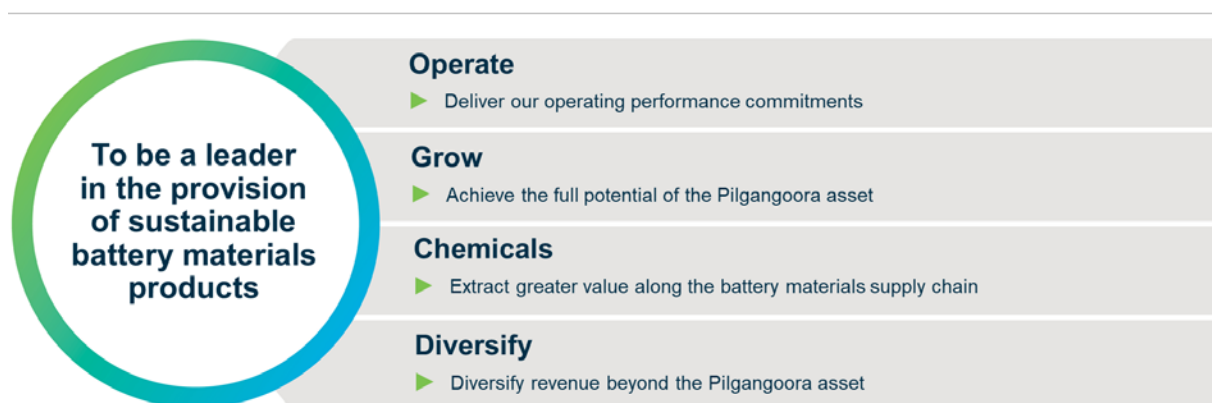 To be a leader
in the provision
of sustainable
battery materials
products
Operate
Deliver our operating performance commitments
Grow
Achieve the full potential of the Pilgangoora asset
Chemicals
Extract greater value along the battery materials supply chain
Diversify
Diversify revenue beyond the Pilgangoora asset